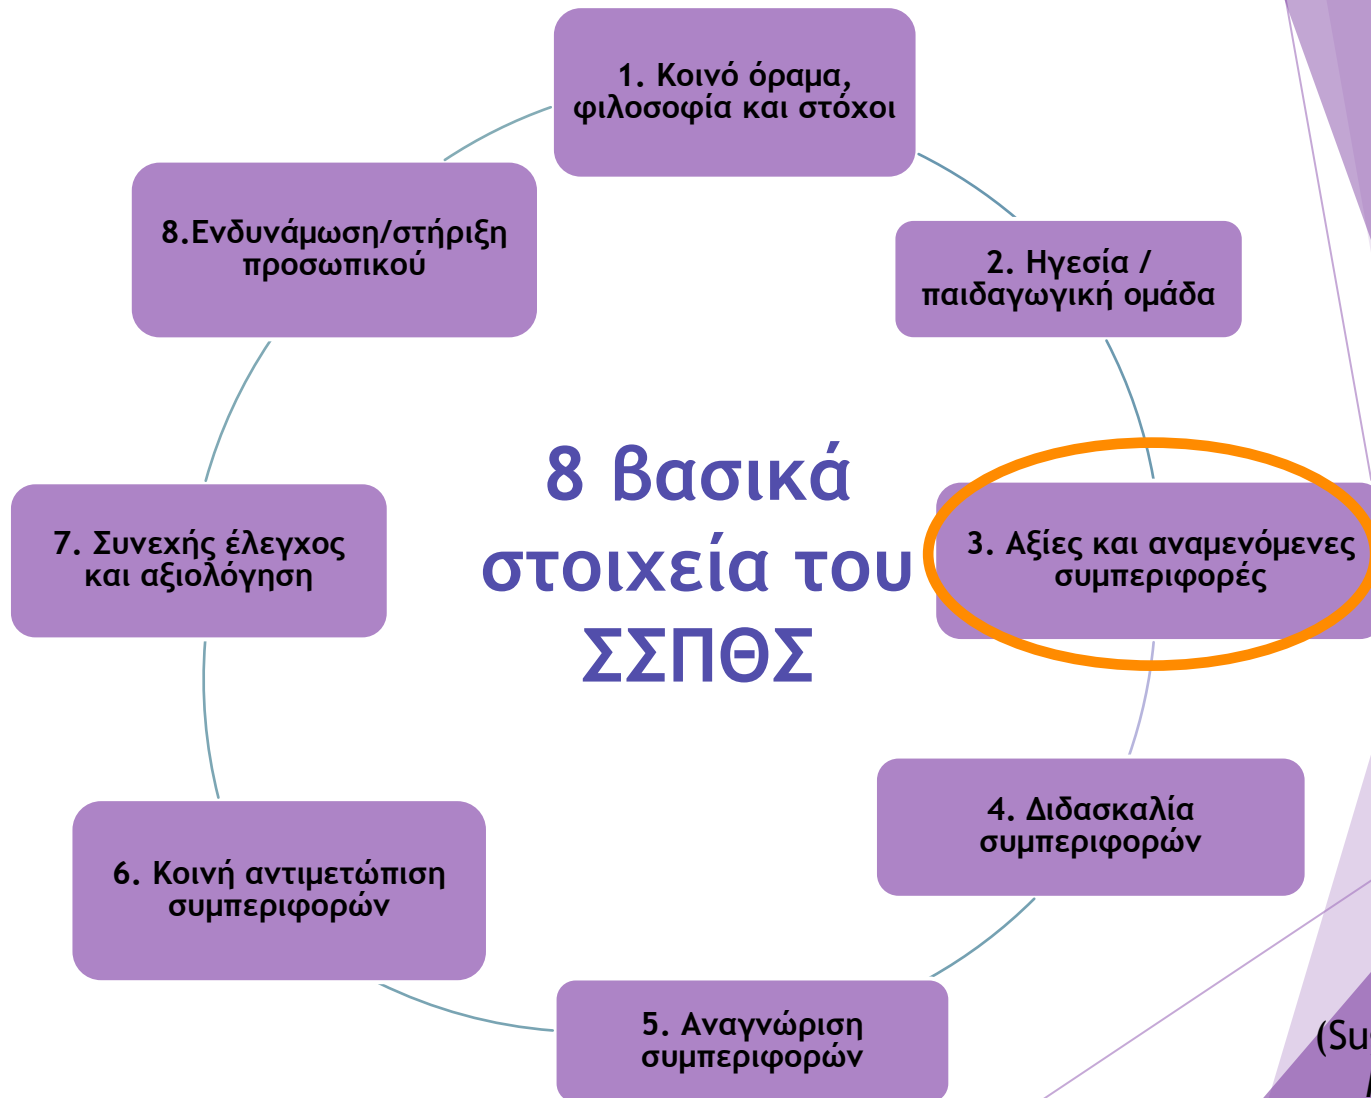 1. Κοινό όραμα,
φιλοσοφία και στόχοι
2. Ηγεσία /
παιδαγωγική ομάδα
3. Αξίες και αναμενόμενες
συμπεριφορές
4. Διδασκαλία
συμπεριφορών
5. Αναγνώριση
συμπεριφορών
6. Κοινή αντιμετώπιση
συμπεριφορών
7. Συνεχής έλεγχος
και αξιολόγηση
8.Ενδυνάμωση/στήριξη
προσωπικού
8 βασικά
στοιχεία του
ΣΣΠΘΣ